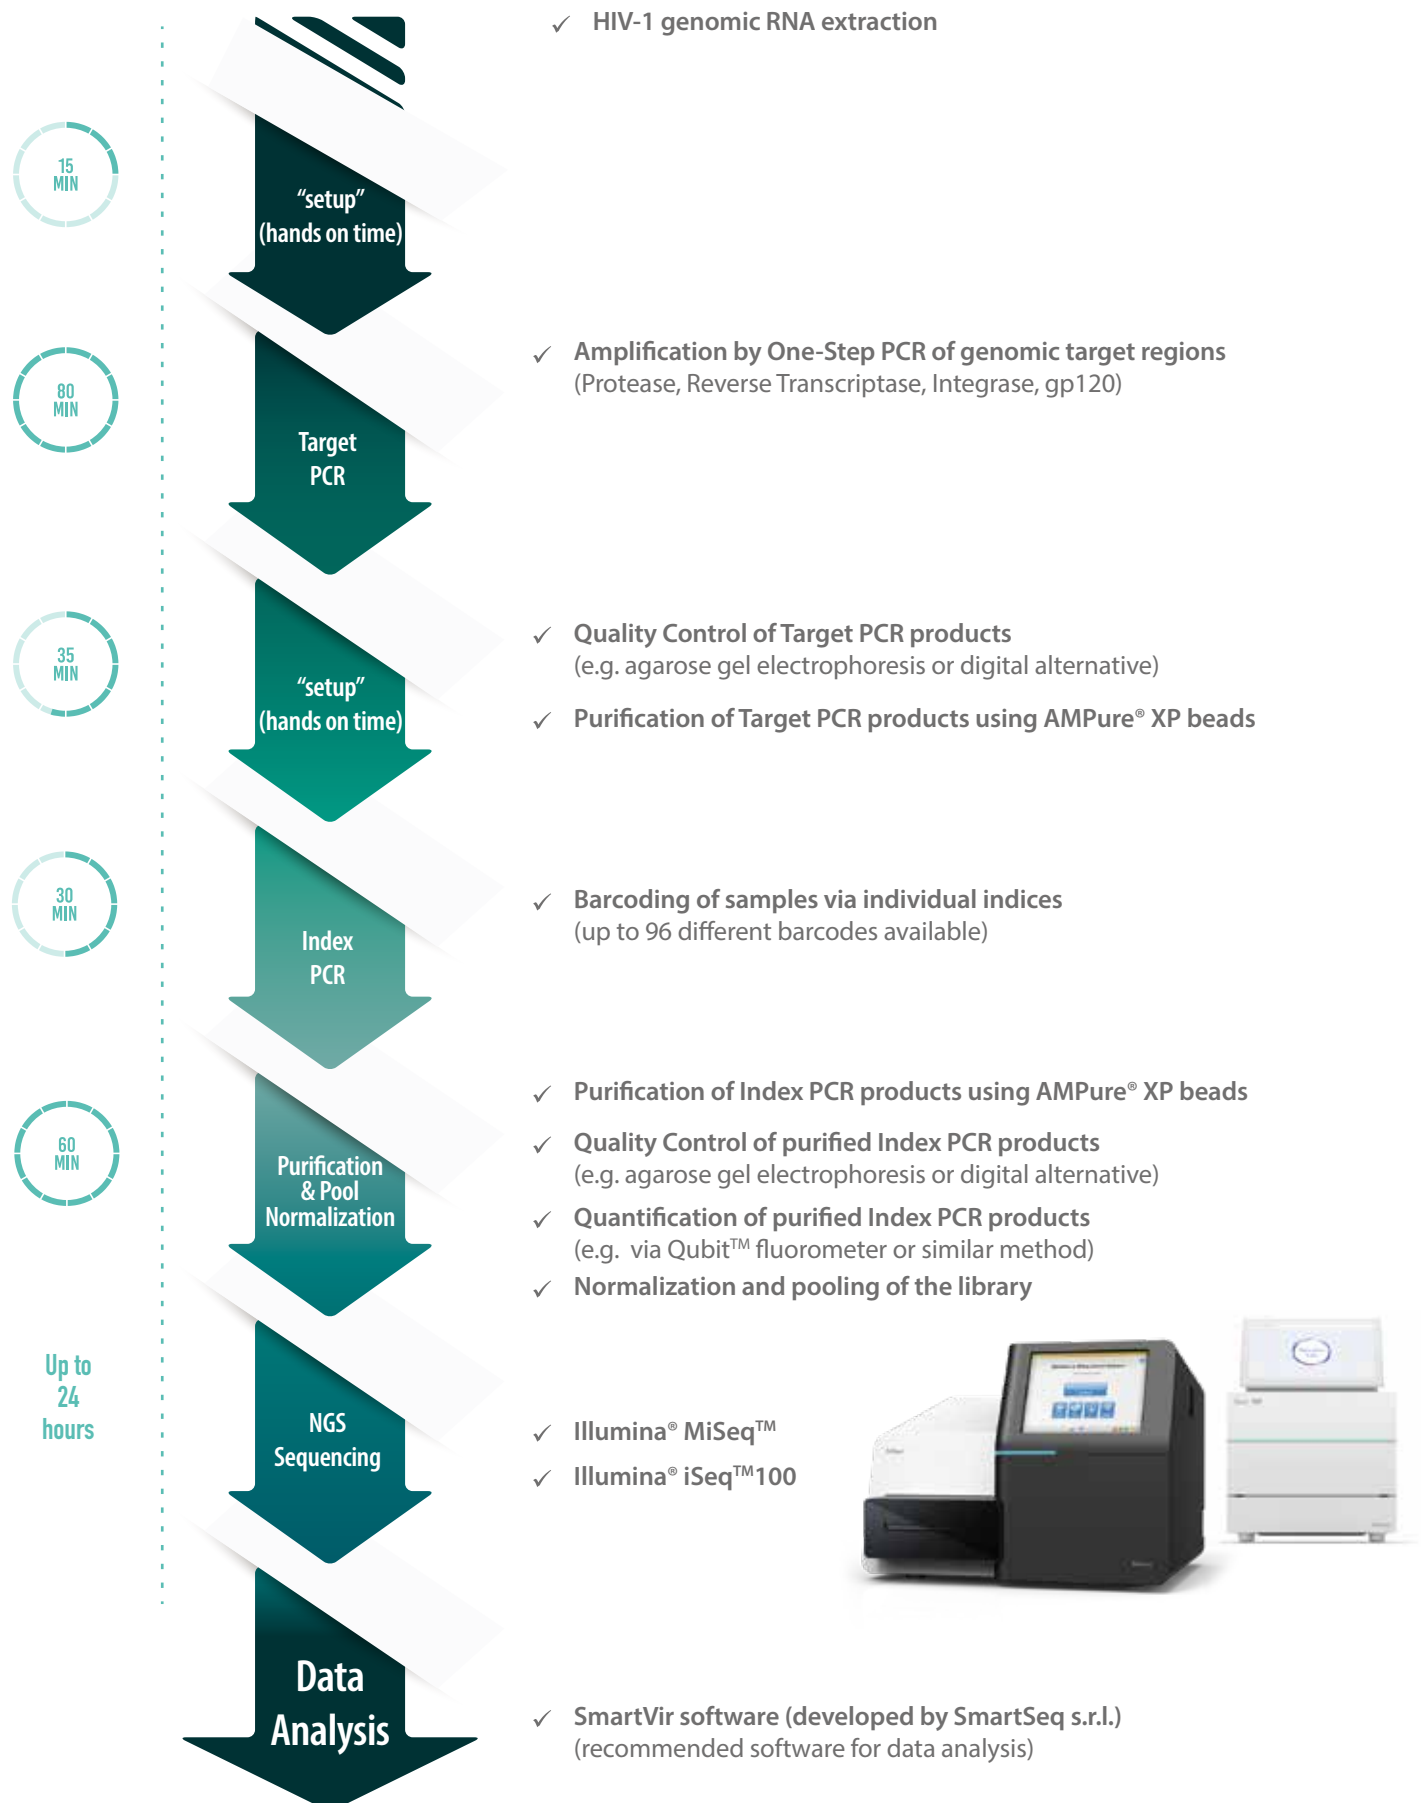 ✓ HIV-1 genomic RNA extraction
15
MIN
“setup”
(hands on time)
80
MIN
Target
PCR
✓ Amplification by One-Step PCR of genomic target regions
(Protease, Reverse Transcriptase, Integrase, gp120)
35
MIN
“setup”
(hands on time)
✓ Quality Control of Target PCR products
(e.g. agarose gel electrophoresis or digital alternative)
✓ Purification of Target PCR products using AMPure® XP beads
30
MIN
Index
PCR
✓ Barcoding of samples via individual indices
(up to 96 different barcodes available)
60
MIN
Purification
& Pool
Normalization
✓ Purification of Index PCR products using AMPure® XP beads
✓ Quality Control of purified Index PCR products
(e.g. agarose gel electrophoresis or digital alternative)
✓ Quantification of purified Index PCR products
(e.g. via Qubit™ fluorometer or similar method)
✓ Normalization and pooling of the library
Up to
24
hours
NGS
Sequencing
✓ Illumina® MiSeq™
✓ Illumina® iSeq™100
Data
Analysis
✓ SmartVir software (developed by SmartSeq s.r.l.)
(recommended software for data analysis)